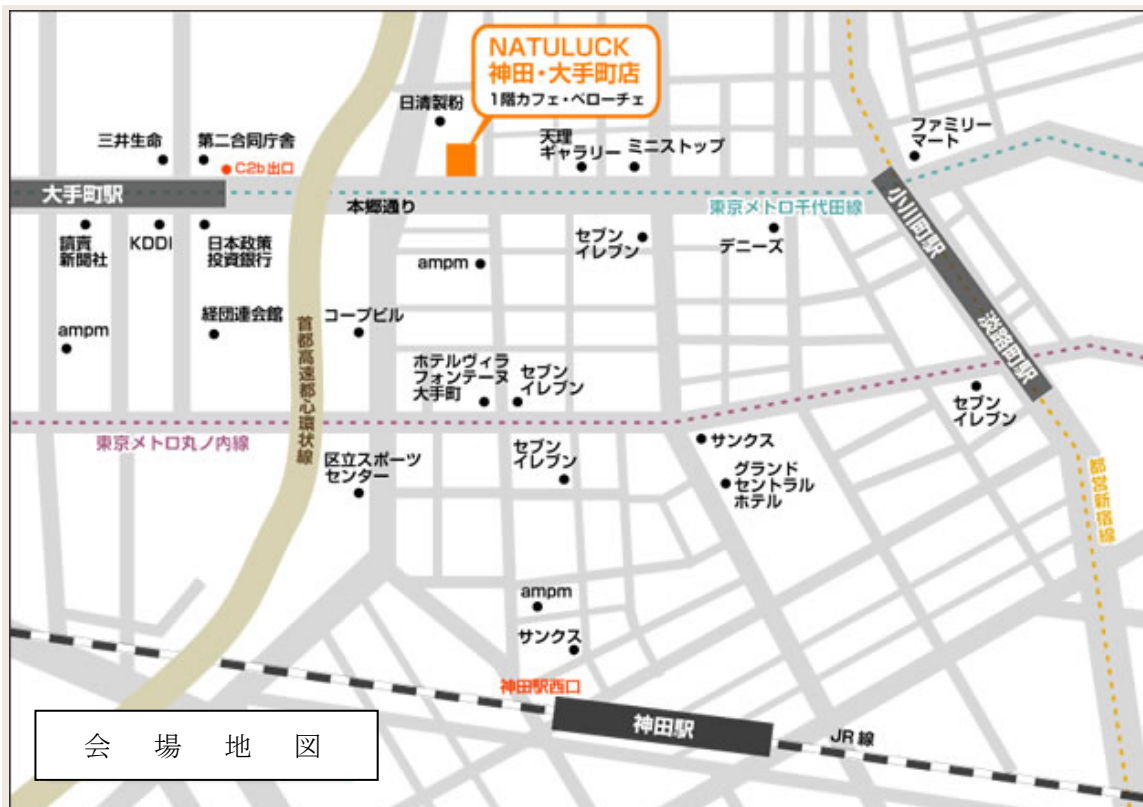 NATULUCK
神田・大手町店
1階カフェ・ベローチェ
日清製粉
三井生命
第二合同庁舎
C2b出口
天理
ギャラリー
ミニストップ
ファミリー
マート
大手町駅
本郷通り
東京メトロ千代田線
小川町駅
読売
新聞社
KDDI
日本政策
投資銀行
ampm
セブン
イレブン
デニーズ
経団連会館
コープビル
ampm
首都高速都心環状線
淡路町駅
ホテルヴィラ
フォンテーヌ
大手町
セブン
イレブン
セブン
イレブン
東京メトロ丸ノ内線
区立スポーツ
センター
セブン
イレブン
サンクス
グランド
セントラル
ホテル
都営新宿線
ampm
サンクス
神田駅西口
神田駅
JR線
会場地図